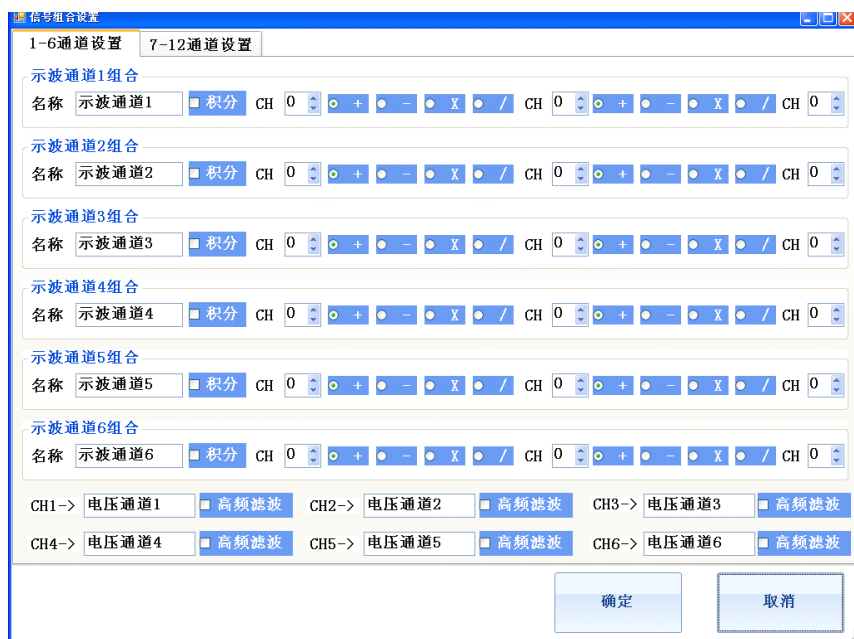 信号组合设置
1-6通道设置 7-12通道设置
示波通道1组合
名称 示波通道1 积分 CH 0 + - X / CH 0 + - X / CH 0
示波通道2组合
名称 示波通道2 积分 CH 0 + - X / CH 0 + - X / CH 0
示波通道3组合
名称 示波通道3 积分 CH 0 + - X / CH 0 + - X / CH 0
示波通道4组合
名称 示波通道4 积分 CH 0 + - X / CH 0 + - X / CH 0
示波通道5组合
名称 示波通道5 积分 CH 0 + - X / CH 0 + - X / CH 0
示波通道6组合
名称 示波通道6 积分 CH 0 + - X / CH 0 + - X / CH 0
CH1-> 电压通道1 高频滤波 CH2-> 电压通道2 高频滤波 CH3-> 电压通道3 高频滤波
CH4-> 电压通道4 高频滤波 CH5-> 电压通道5 高频滤波 CH6-> 电压通道6 高频滤波
确定 取消